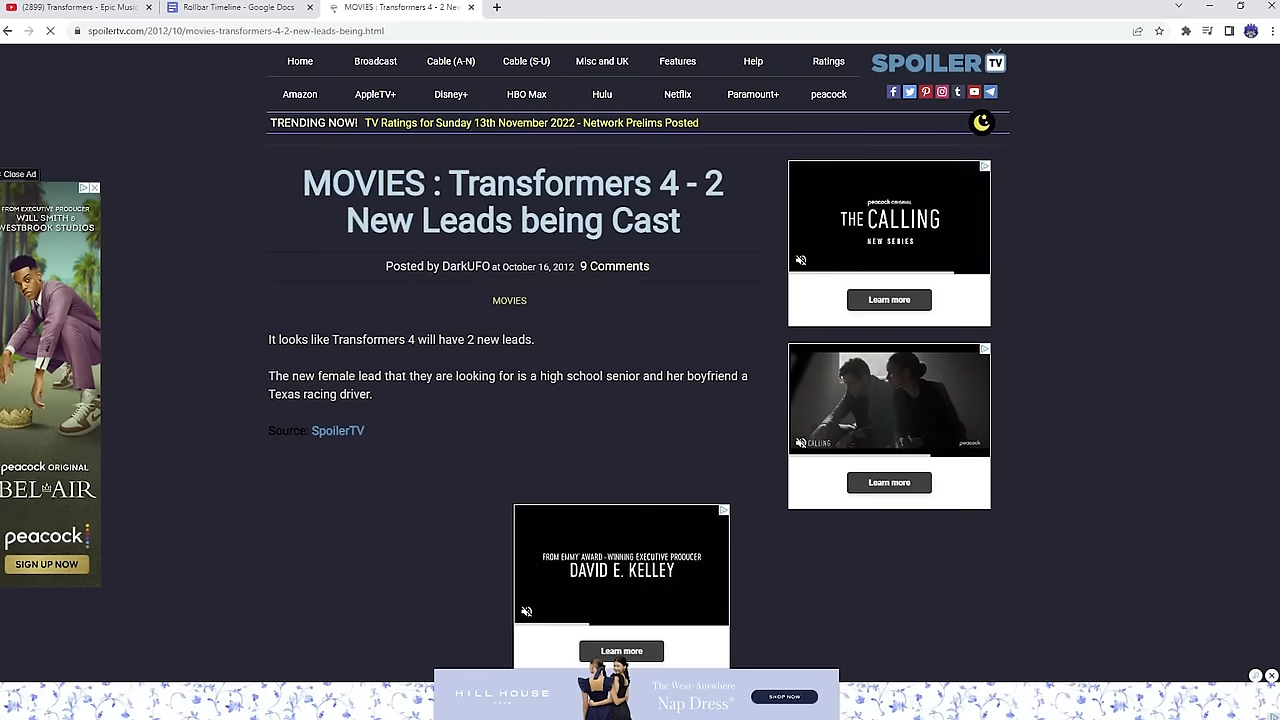 (2899) Transformers - Epic Music
Rollbar Timeline - Google Docs
MOVIES : Transformers 4 - 2 Ne
spoilertv.com/2012/10/movies-transformers-4-2-new-leads-being.html
Home Broadcast Cable (A-N) Cable (S-U) Misc and UK Features Help Ratings
SPOILER TV
Amazon AppleTV+ Disney+ HBO Max Hulu Netflix Paramount+ peacock
TRENDING NOW! TV Ratings for Sunday 13th November 2022 - Network Prelims Posted
Close Ad
FROM EXECUTIVE PRODUCER
WILL SMITH &
WESTBROOK STUDIOS
peacock ORIGINAL
BEL-AIR
peacock
SIGN UP NOW
MOVIES : Transformers 4 - 2
New Leads being Cast
Posted by DarkUFO at October 16, 2012 9 Comments
MOVIES
It looks like Transformers 4 will have 2 new leads.
The new female lead that they are looking for is a high school senior and her boyfriend a
Texas racing driver.
Source: SpoilerTV
peacock ORIGINAL
THE CALLING
NEW SERIES
Learn more
CALLING
peacock
Learn more
FROM EMMY AWARD-WINNING EXECUTIVE PRODUCER
DAVID E. KELLEY
Learn more
HILL HOUSE
HOME
The Wear-Anywhere
Nap Dress®
SHOP NOW